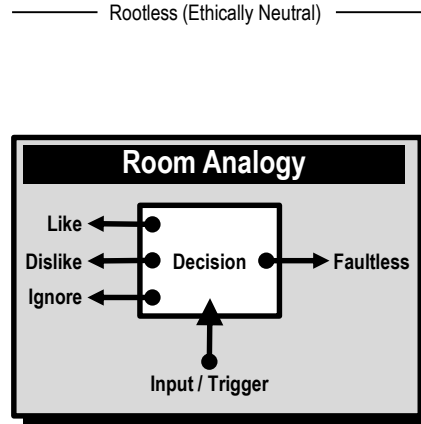 Rootless (Ethically Neutral)
Room Analogy
Like
Dislike
Ignore
Decision
Faultless
Input / Trigger